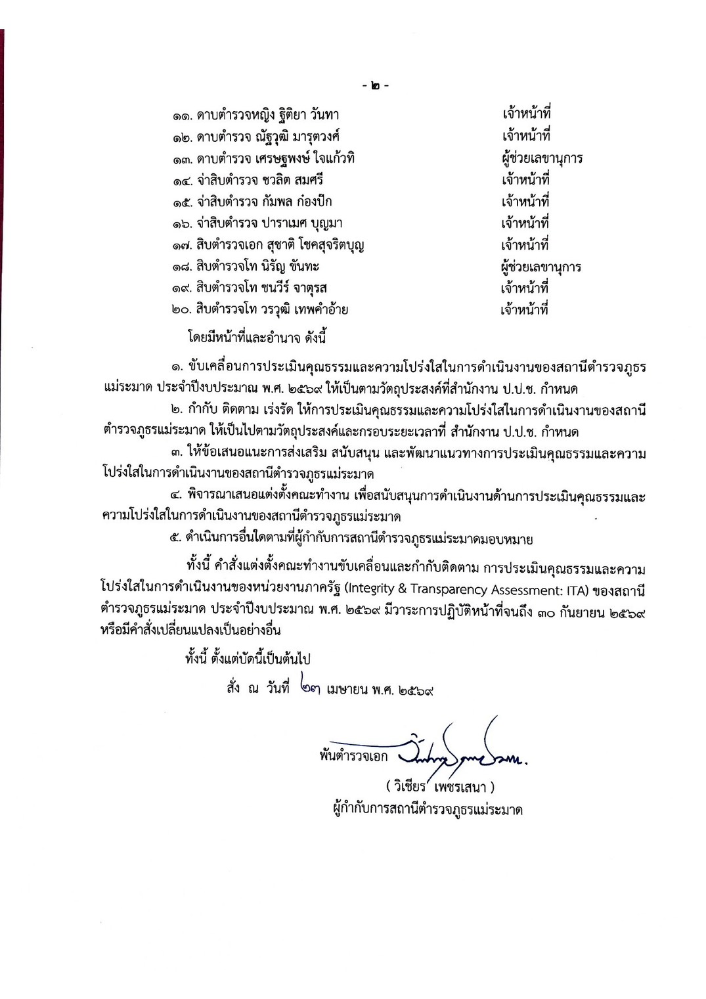 - ๒ -
๑๑. ดาบตำรวจหญิง ฐิติยา วันทา เจ้าหน้าที่
๑๒. ดาบตำรวจ ณัฐวุฒิ มารุตวงศ์ เจ้าหน้าที่
๑๓. ดาบตำรวจ เศรษฐพงษ์ ใจแก้วทิ ผู้ช่วยเลขานุการ
๑๔. จ่าสิบตำรวจ ชวลิต สมศรี เจ้าหน้าที่
๑๕. จ่าสิบตำรวจ กัมพล ก๋องป๊ก เจ้าหน้าที่
๑๖. จ่าสิบตำรวจ ปาราเมศ บุญมา เจ้าหน้าที่
๑๗. สิบตำรวจเอก สุชาติ โชคสุจริตบุญ เจ้าหน้าที่
๑๘. สิบตำรวจโท นิรัญ ขันทะ ผู้ช่วยเลขานุการ
๑๙. สิบตำรวจโท ชนวีร์ จาตุรส เจ้าหน้าที่
๒๐. สิบตำรวจโท วรวุฒิ เทพคำอ้าย เจ้าหน้าที่
โดยมีหน้าที่และอำนาจ ดังนี้
๑. ขับเคลื่อนการประเมินคุณธรรมและความโปร่งใสในการดำเนินงานของสถานีตำรวจภูธร
แม่ระมาด ประจำปีงบประมาณ พ.ศ. ๒๕๖๙ ให้เป็นตามวัตถุประสงค์ที่สำนักงาน ป.ป.ช. กำหนด
๒. กำกับ ติดตาม เร่งรัด ให้การประเมินคุณธรรมและความโปร่งใสในการดำเนินงานของสถานี
ตำรวจภูธรแม่ระมาด ให้เป็นไปตามวัตถุประสงค์และกรอบระยะเวลาที่ สำนักงาน ป.ป.ช. กำหนด
๓. ให้ข้อเสนอแนะการส่งเสริม สนับสนุน และพัฒนาแนวทางการประเมินคุณธรรมและความ
โปร่งใสในการดำเนินงานของสถานีตำรวจภูธรแม่ระมาด
๔. พิจารณาเสนอแต่งตั้งคณะทำงาน เพื่อสนับสนุนการดำเนินงานด้านการประเมินคุณธรรมและ
ความโปร่งใสในการดำเนินงานของสถานีตำรวจภูธรแม่ระมาด
๕. ดำเนินการอื่นใดตามที่ผู้กำกับการสถานีตำรวจภูธรแม่ระมาดมอบหมาย
ทั้งนี้ คำสั่งแต่งตั้งคณะทำงานขับเคลื่อนและกำกับติดตาม การประเมินคุณธรรมและความ
โปร่งใสในการดำเนินงานของหน่วยงานภาครัฐ (Integrity & Transparency Assessment: ITA) ของสถานี
ตำรวจภูธรแม่ระมาด ประจำปีงบประมาณ พ.ศ. ๒๕๖๙ มีวาระการปฏิบัติหน้าที่จนถึง ๓๐ กันยายน ๒๕๖๙
หรือมีคำสั่งเปลี่ยนแปลงเป็นอย่างอื่น
ทั้งนี้ ตั้งแต่บัดนี้เป็นต้นไป
สั่ง ณ วันที่ ๒๓ เมษายน พ.ศ. ๒๕๖๙
พันตำรวจเอก
( วิเชียร เพชรเสนา )
ผู้กำกับการสถานีตำรวจภูธรแม่ระมาด